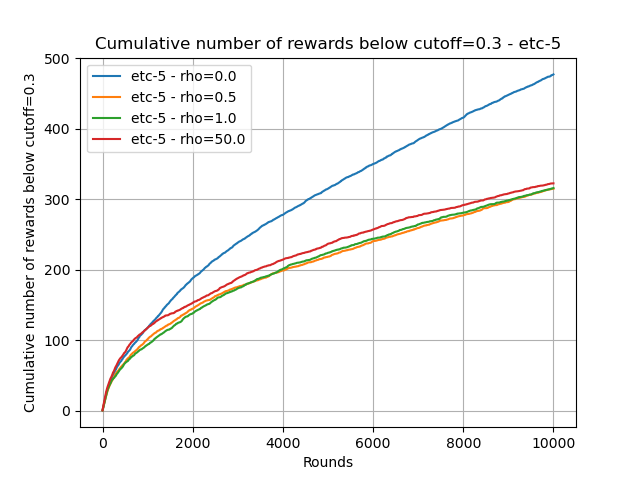 Cumulative number of rewards below cutoff=0.3 - etc-5
Cumulative number of rewards below cutoff=0.3
500
400
300
200
100
0
etc-5 - rho=0.0
etc-5 - rho=0.5
etc-5 - rho=1.0
etc-5 - rho=50.0
0 2000 4000 6000 8000 10000
Rounds